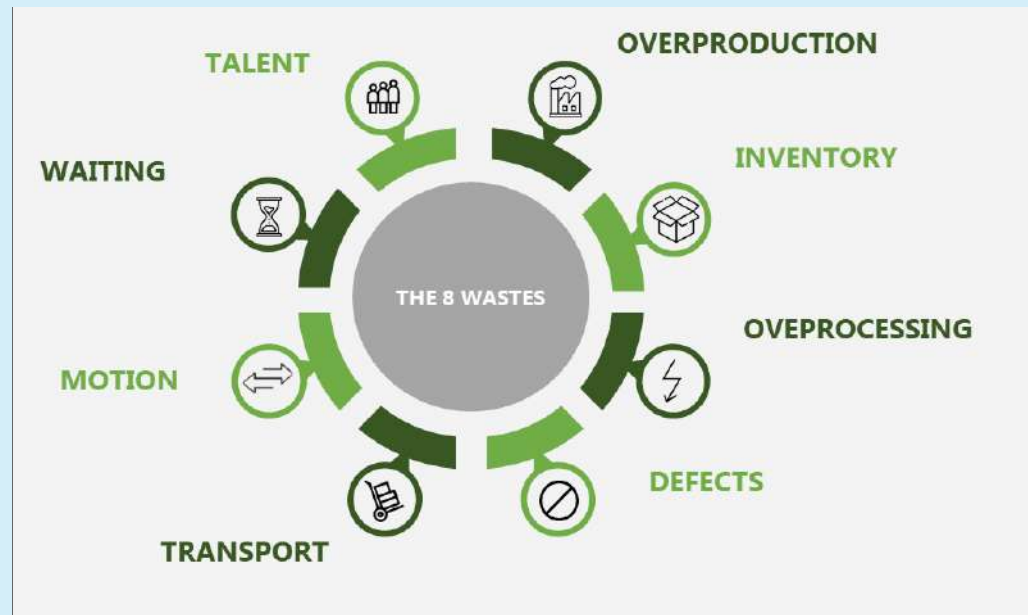 OVERPRODUCTION
TALENT
INVENTORY
WAITING
THE 8 WASTES
OVEPROCESSING
MOTION
DEFECTS
TRANSPORT